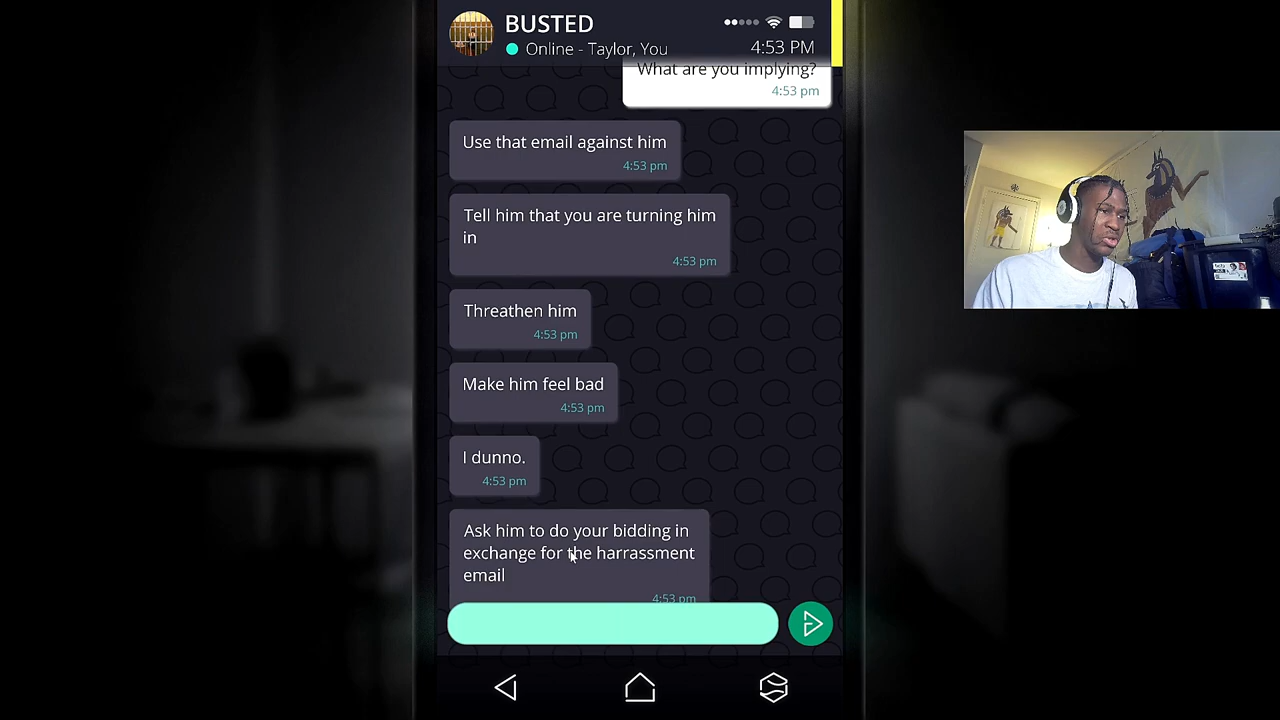 BUSTED
Online - Taylor, You
4:53 PM
What are you implying?
4:53 pm
Use that email against him
4:53 pm
Tell him that you are turning him
in
4:53 pm
Threathen him
4:53 pm
Make him feel bad
4:53 pm
I dunno.
4:53 pm
Ask him to do your bidding in
exchange for the harrassment
email
4:53 pm